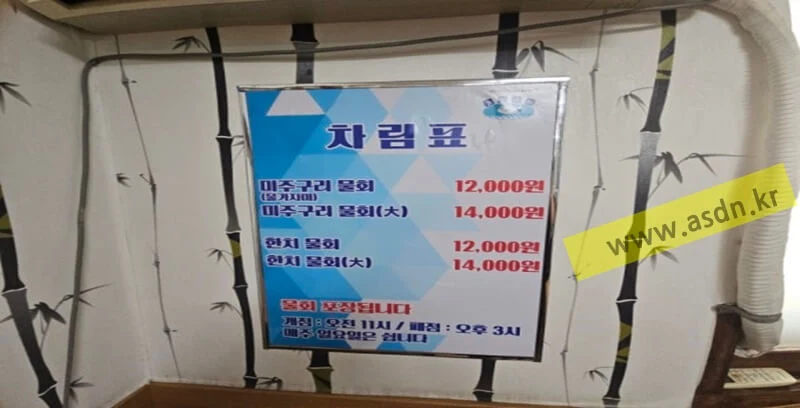 차림표
미주구리 물회 12,000원
(물가자미)
미주구리 물회(大) 14,000원
한치 물회 12,000원
한치 물회(大) 14,000원
물회 포장됩니다
개점 : 오전 11시 / 폐점 : 오후 3시
매주 일요일은 쉽니다
www.asdn.kr